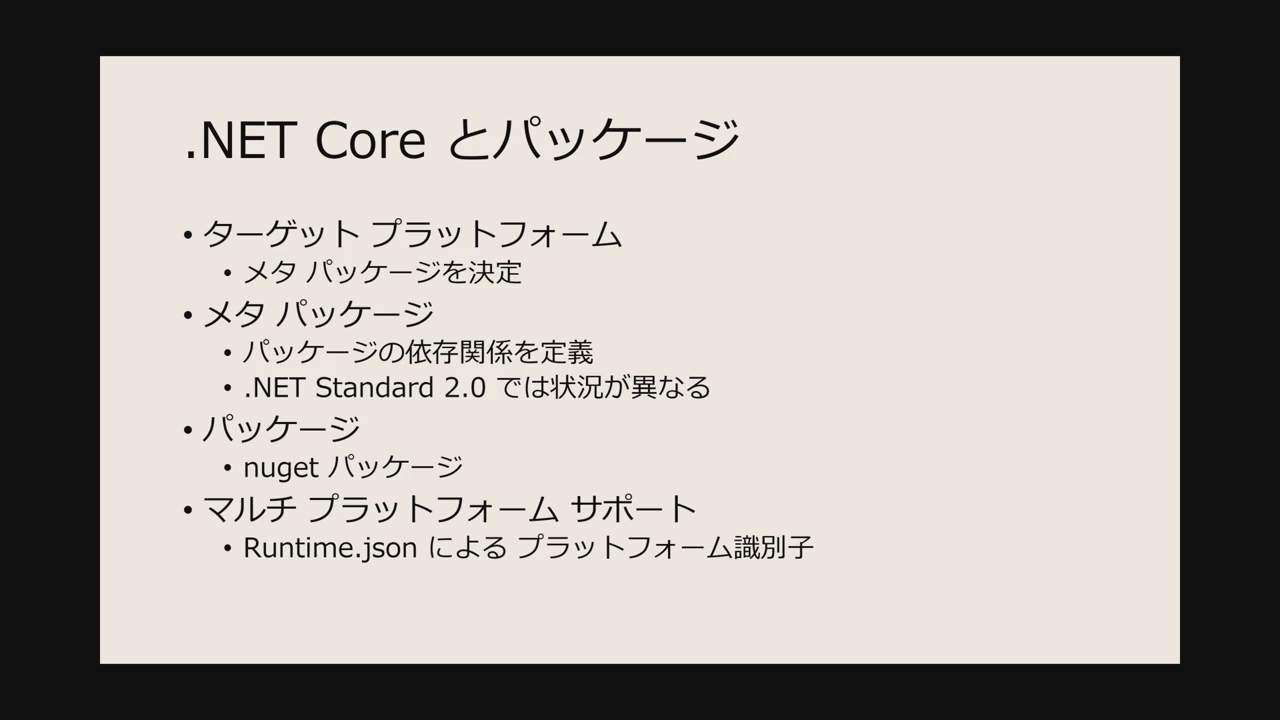 .NET Core とパッケージ
• ターゲット プラットフォーム
• メタ パッケージを決定
• メタ パッケージ
• パッケージの依存関係を定義
• .NET Standard 2.0 では状況が異なる
• パッケージ
• nuget パッケージ
• マルチ プラットフォーム サポート
• Runtime.json による プラットフォーム識別子